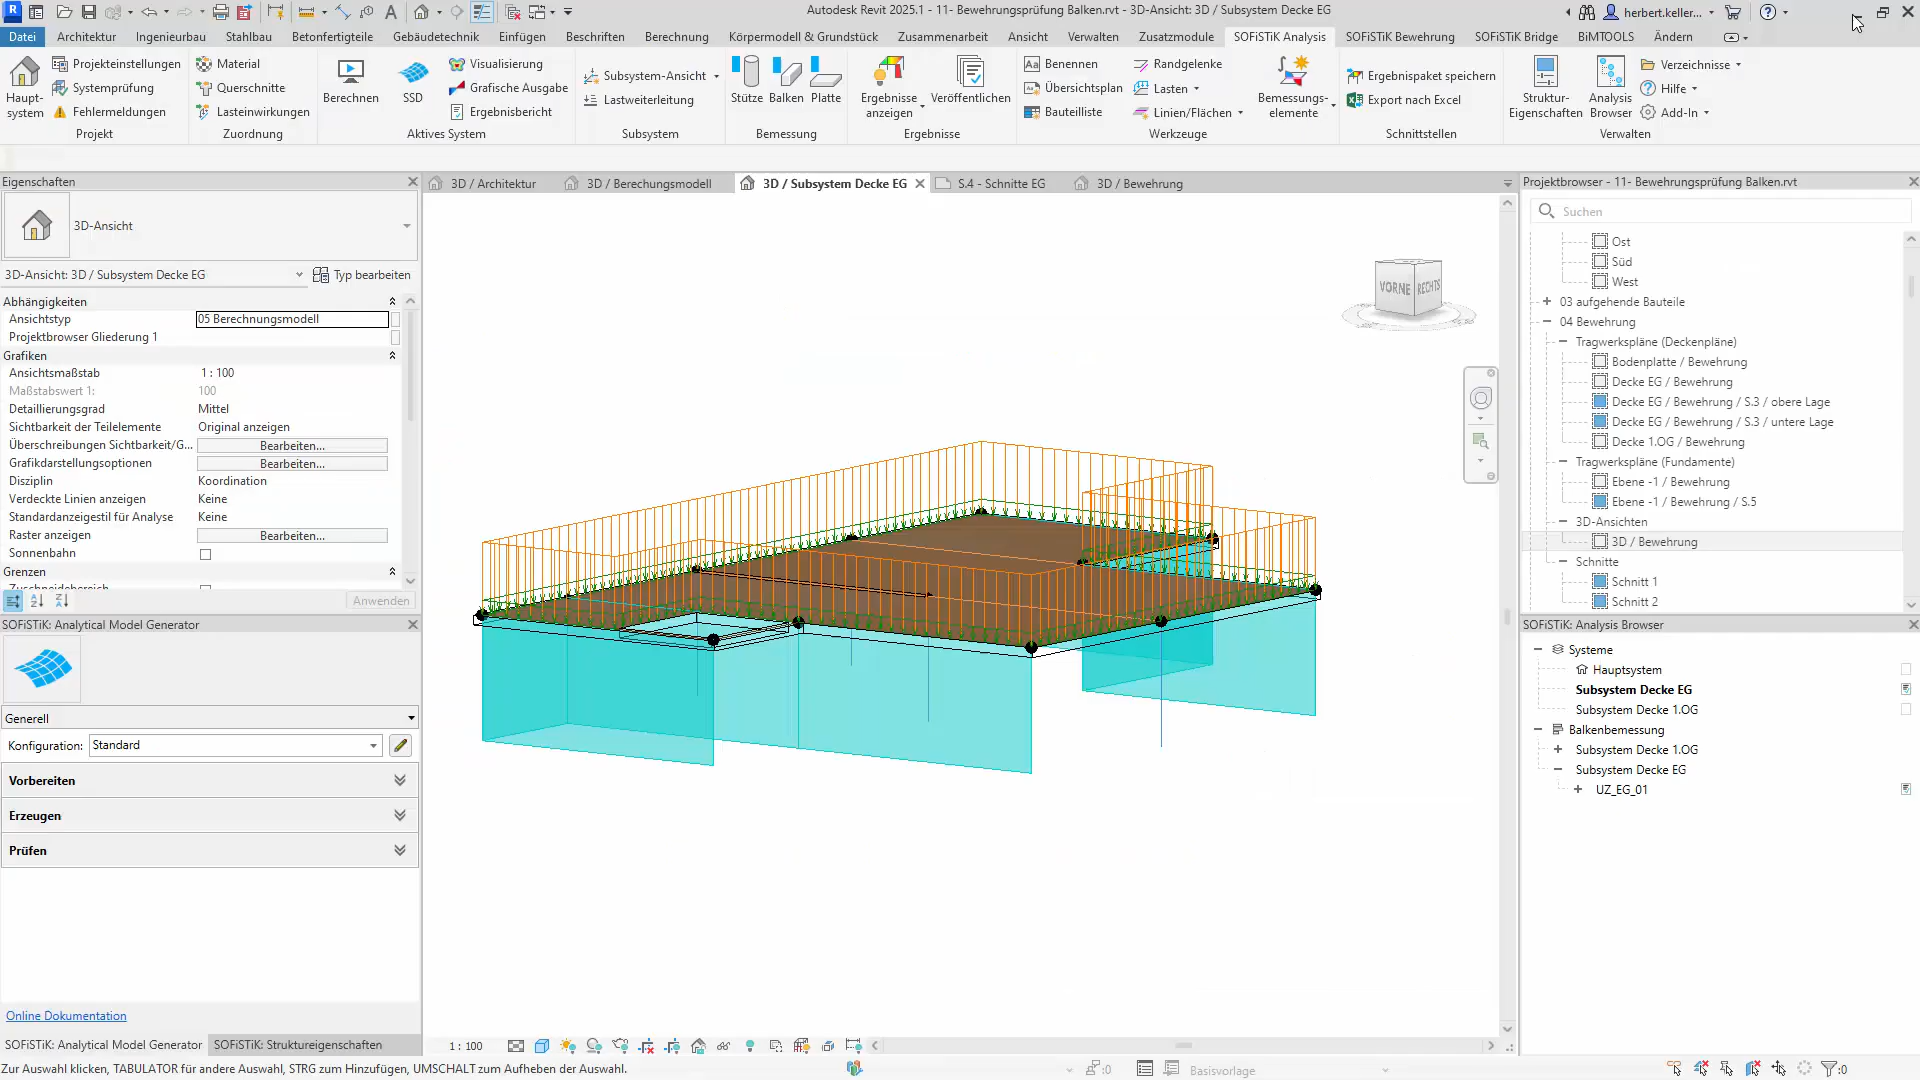 Autodesk Revit 2025.1 - 11- Bewehrungsprüfung Balken.rvt - 3D-Ansicht: 3D / Subsystem Decke EG
herbert.keller...
Datei Architektur Ingenieurbau Stahlbau Betonfertigteile Gebäudetechnik Einfügen Beschriften Berechnung Körpermodell & Grundstück Zusammenarbeit Ansicht Verwalten Zusatzmodule SOFiSTiK Analysis SOFiSTiK Bewehrung SOFiSTiK Bridge BiMTOOLS Ändern
Haupt-
system
Projekteinstellungen
Systemprüfung
Fehlermeldungen
Projekt
Material
Querschnitte
Lasteinwirkungen
Zuordnung
Berechnen
SSD
Visualisierung
Grafische Ausgabe
Ergebnisbericht
Aktives System
Subsystem-Ansicht
Lastweiterleitung
Subsystem
Stütze
Balken
Platte
Bemessung
Ergebnisse
anzeigen
Veröffentlichen
Ergebnisse
Benennen
Übersichtsplan
Bauteilliste
Randgelenke
Lasten
Linien/Flächen
Bemessungs-
elemente
Werkzeuge
Ergebnispaket speichern
Export nach Excel
Schnittstellen
Struktur-
Eigenschaften
Analysis
Browser
Verzeichnisse
Hilfe
Add-In
Verwalten
Eigenschaften
3D-Ansicht
3D-Ansicht: 3D / Subsystem Decke EG
Typ bearbeiten
Abhängigkeiten
Ansichtstyp 05 Berechnungsmodell
Projektbrowser Gliederung 1
Grafiken
Ansichtsmaßstab 1 : 100
Maßstabswert 1: 100
Detaillierungsgrad Mittel
Sichtbarkeit der Teilelemente Original anzeigen
Überschreibungen Sichtbarkeit/G... Bearbeiten...
Grafikdarstellungsoptionen Bearbeiten...
Disziplin Koordination
Verdeckte Linien anzeigen Keine
Standardanzeigestil für Analyse Keine
Raster anzeigen Bearbeiten...
Sonnenbahn
Grenzen
Anwenden
SOFiSTiK: Analytical Model Generator
Generell
Konfiguration: Standard
Vorbereiten
Erzeugen
Prüfen
Online Dokumentation
SOFiSTiK: Analytical Model Generator SOFiSTiK: Struktureigenschaften
3D / Architektur 3D / Berechungsmodell 3D / Subsystem Decke EG S.4 - Schnitte EG 3D / Bewehrung
VORNE RECHTS
1 : 100
Projektbrowser - 11- Bewehrungsprüfung Balken.rvt
Suchen
Ost
Süd
West
03 aufgehende Bauteile
04 Bewehrung
Tragwerkspläne (Deckenpläne)
Bodenplatte / Bewehrung
Decke EG / Bewehrung
Decke EG / Bewehrung / S.3 / obere Lage
Decke EG / Bewehrung / S.3 / untere Lage
Decke 1.OG / Bewehrung
Tragwerkspläne (Fundamente)
Ebene -1 / Bewehrung
Ebene -1 / Bewehrung / S.5
3D-Ansichten
3D / Bewehrung
Schnitte
Schnitt 1
Schnitt 2
SOFiSTiK: Analysis Browser
Systeme
Hauptsystem
Subsystem Decke EG
Subsystem Decke 1.OG
Balkenbemessung
Subsystem Decke 1.OG
Subsystem Decke EG
UZ_EG_01
Zur Auswahl klicken, TABULATOR für andere Auswahl, STRG zum Hinzufügen, UMSCHALT zum Aufheben der Auswahl.
:0
Basisvorlage
:0